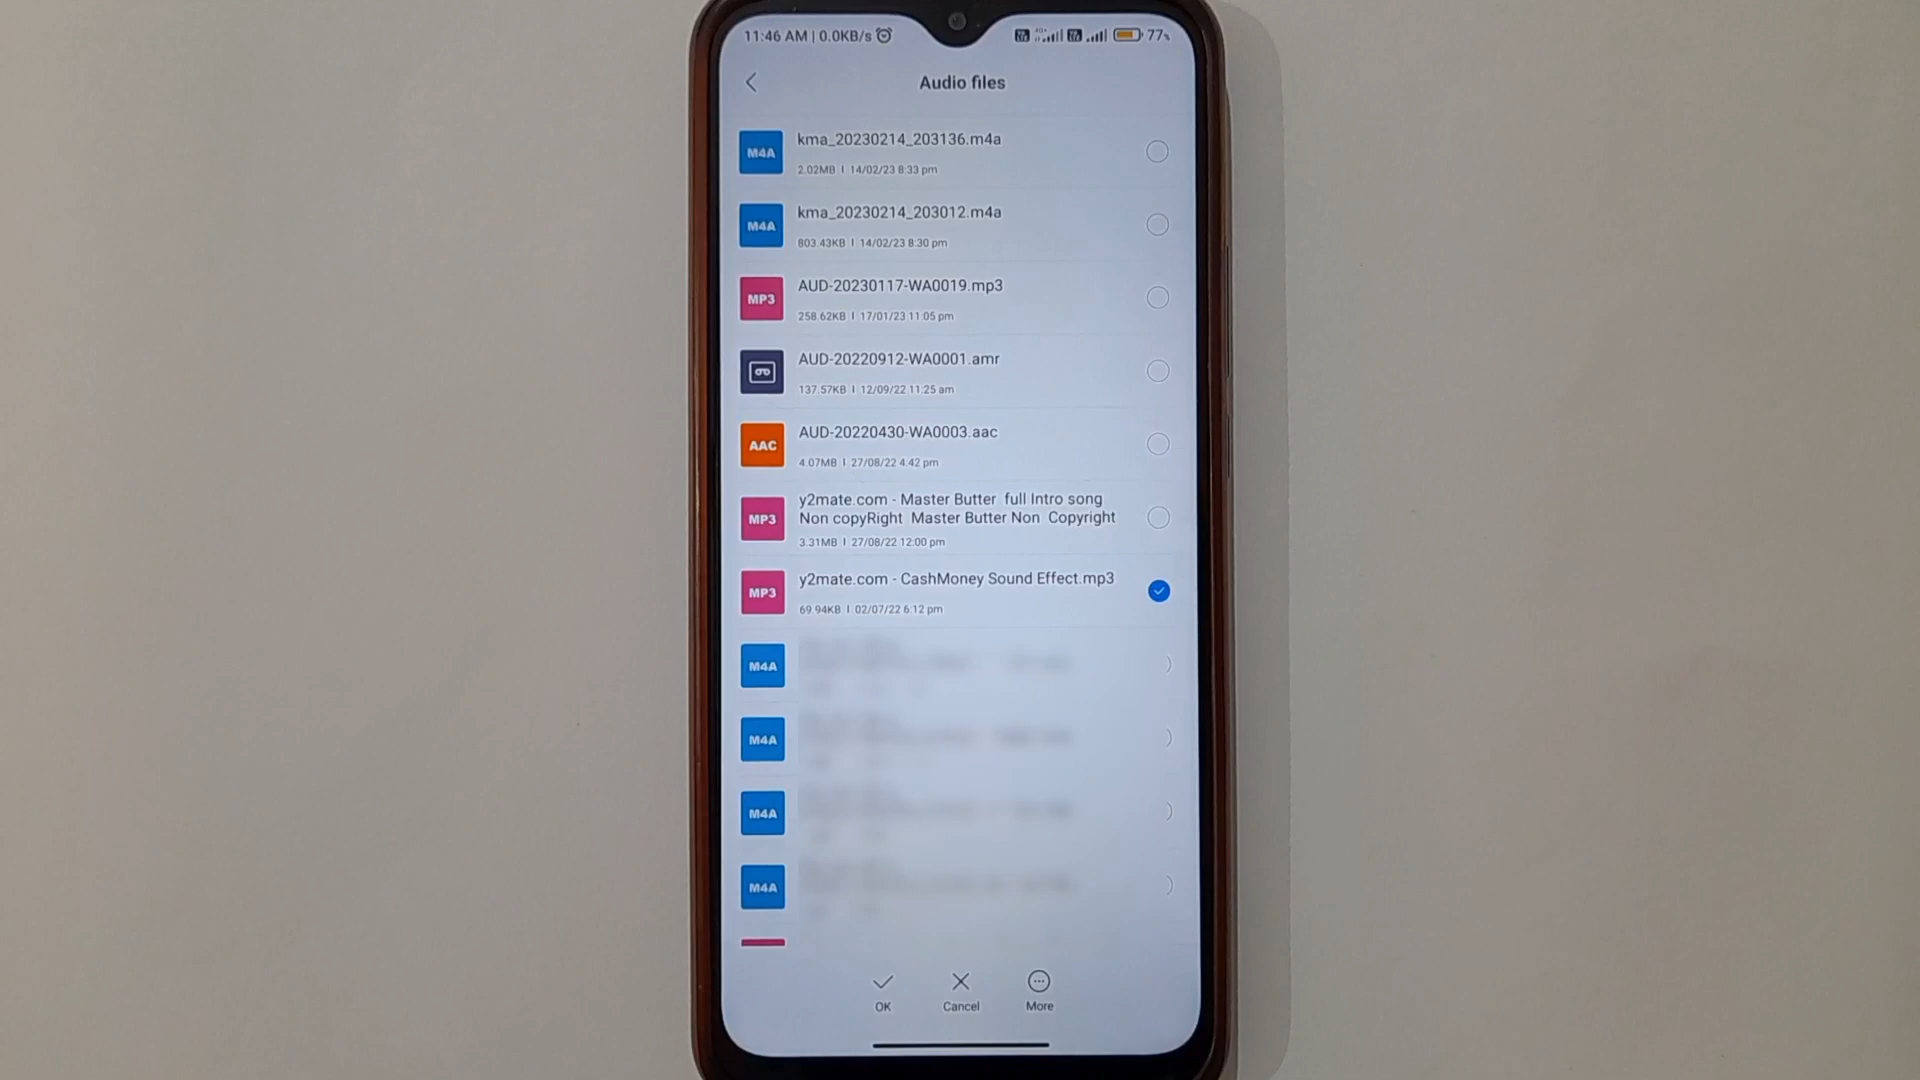 11:46 AM | 0.0KB/s
77%
Audio files
M4A
kma_20230214_203136.m4a
2.02MB | 14/02/23 8:33 pm
M4A
kma_20230214_203012.m4a
803.43KB | 14/02/23 8:30 pm
MP3
AUD-20230117-WA0019.mp3
258.62KB | 17/01/23 11:05 pm
AUD-20220912-WA0001.amr
137.57KB | 12/09/22 11:25 am
AAC
AUD-20220430-WA0003.aac
4.07MB | 27/08/22 4:42 pm
MP3
y2mate.com - Master Butter full Intro song
Non copyRight Master Butter Non Copyright
3.31MB | 27/08/22 12:00 pm
MP3
y2mate.com - CashMoney Sound Effect.mp3
69.94KB | 02/07/22 6:12 pm
M4A
M4A
M4A
M4A
OK
Cancel
More